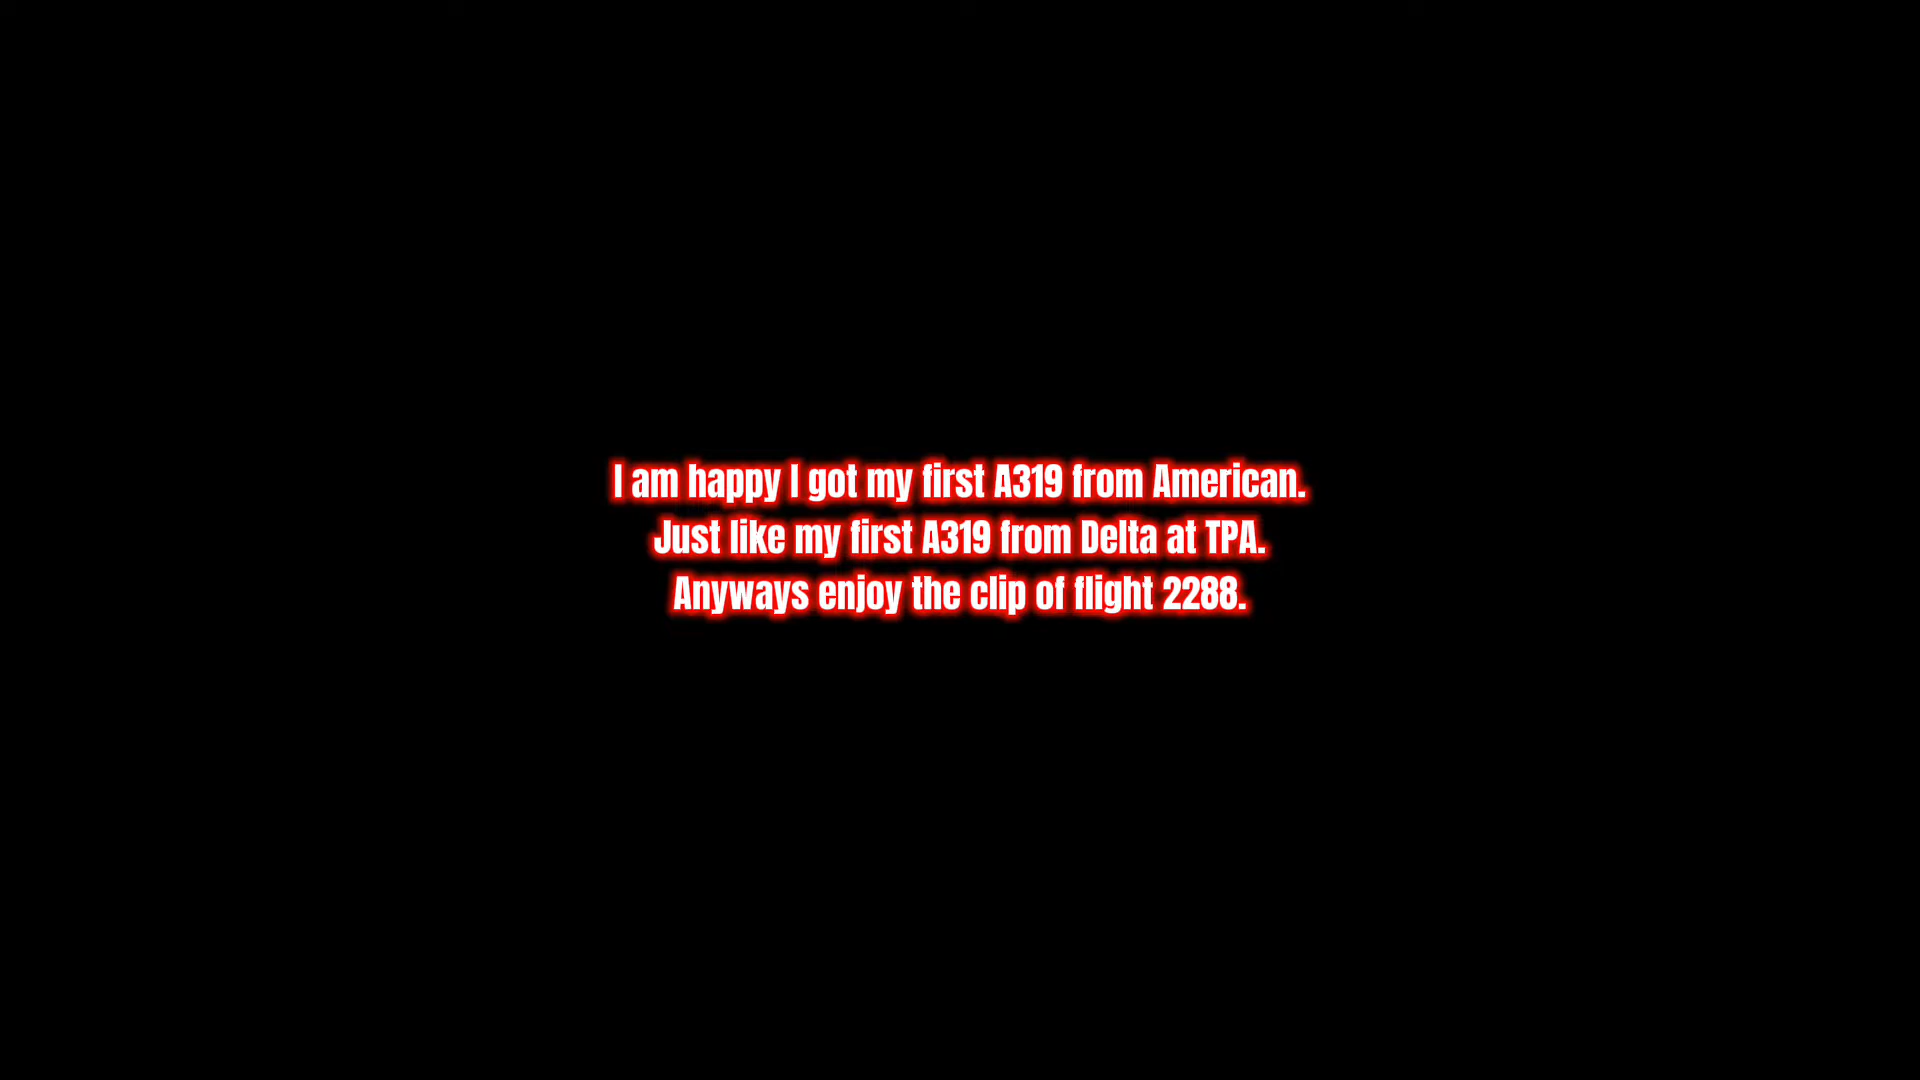 I am happy I got my first A319 from American.
Just like my first A319 from Delta at TPA.
Anyways enjoy the clip of flight 2288.